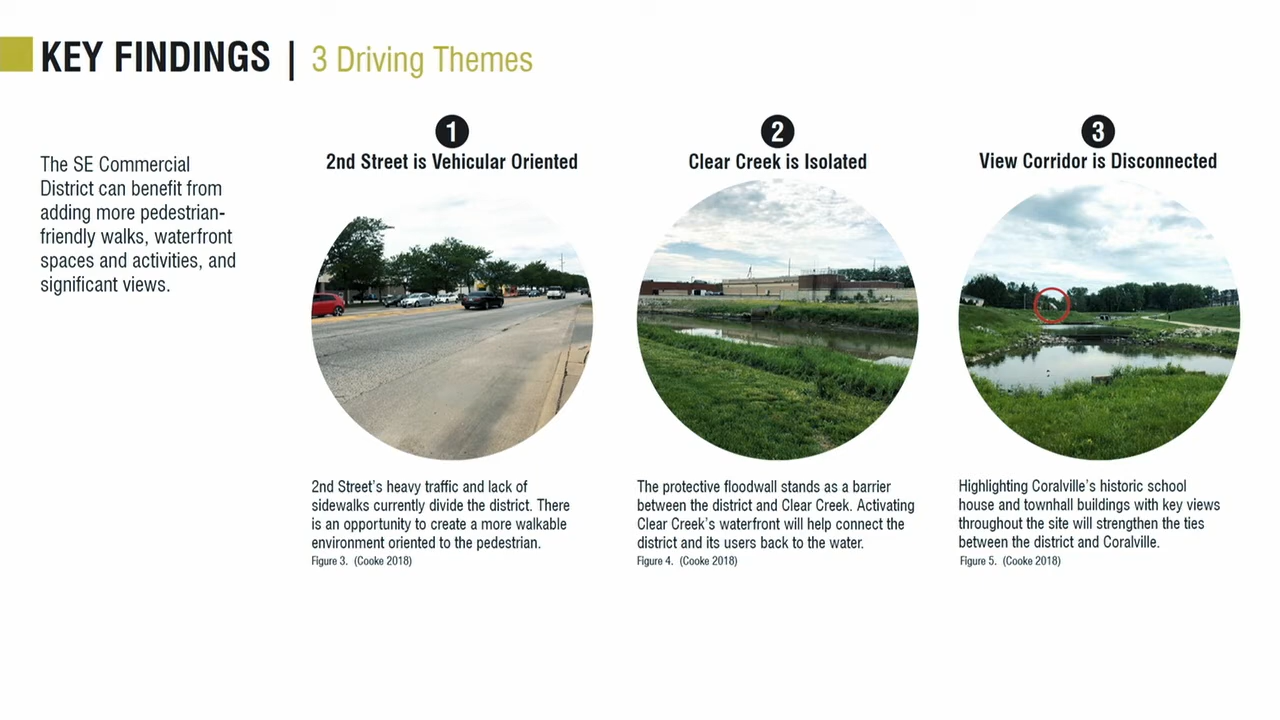 KEY FINDINGS | 3 Driving Themes
The SE Commercial
District can benefit from
adding more pedestrian-
friendly walks, waterfront
spaces and activities, and
significant views.
1
2nd Street is Vehicular Oriented
2nd Street's heavy traffic and lack of
sidewalks currently divide the district. There
is an opportunity to create a more walkable
environment oriented to the pedestrian.
Figure 3. (Cooke 2018)
2
Clear Creek is Isolated
The protective floodwall stands as a barrier
between the district and Clear Creek. Activating
Clear Creek's waterfront will help connect the
district and its users back to the water.
Figure 4. (Cooke 2018)
3
View Corridor is Disconnected
Highlighting Coralville's historic school
house and townhall buildings with key views
throughout the site will strengthen the ties
between the district and Coralville.
Figure 5. (Cooke 2018)